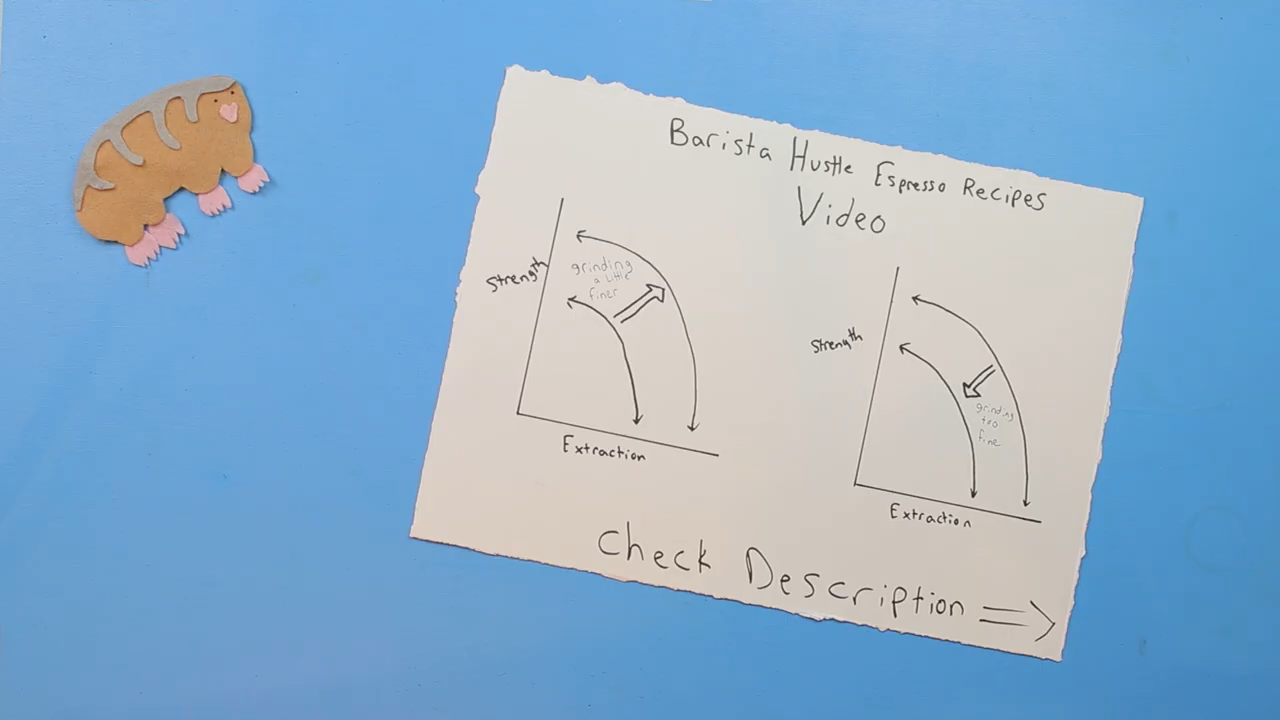 Barista Hustle Espresso Recipes
Video
Strength
grinding
a little
finer
Extraction
Strength
grinding
too
fine
Extraction
Check Description